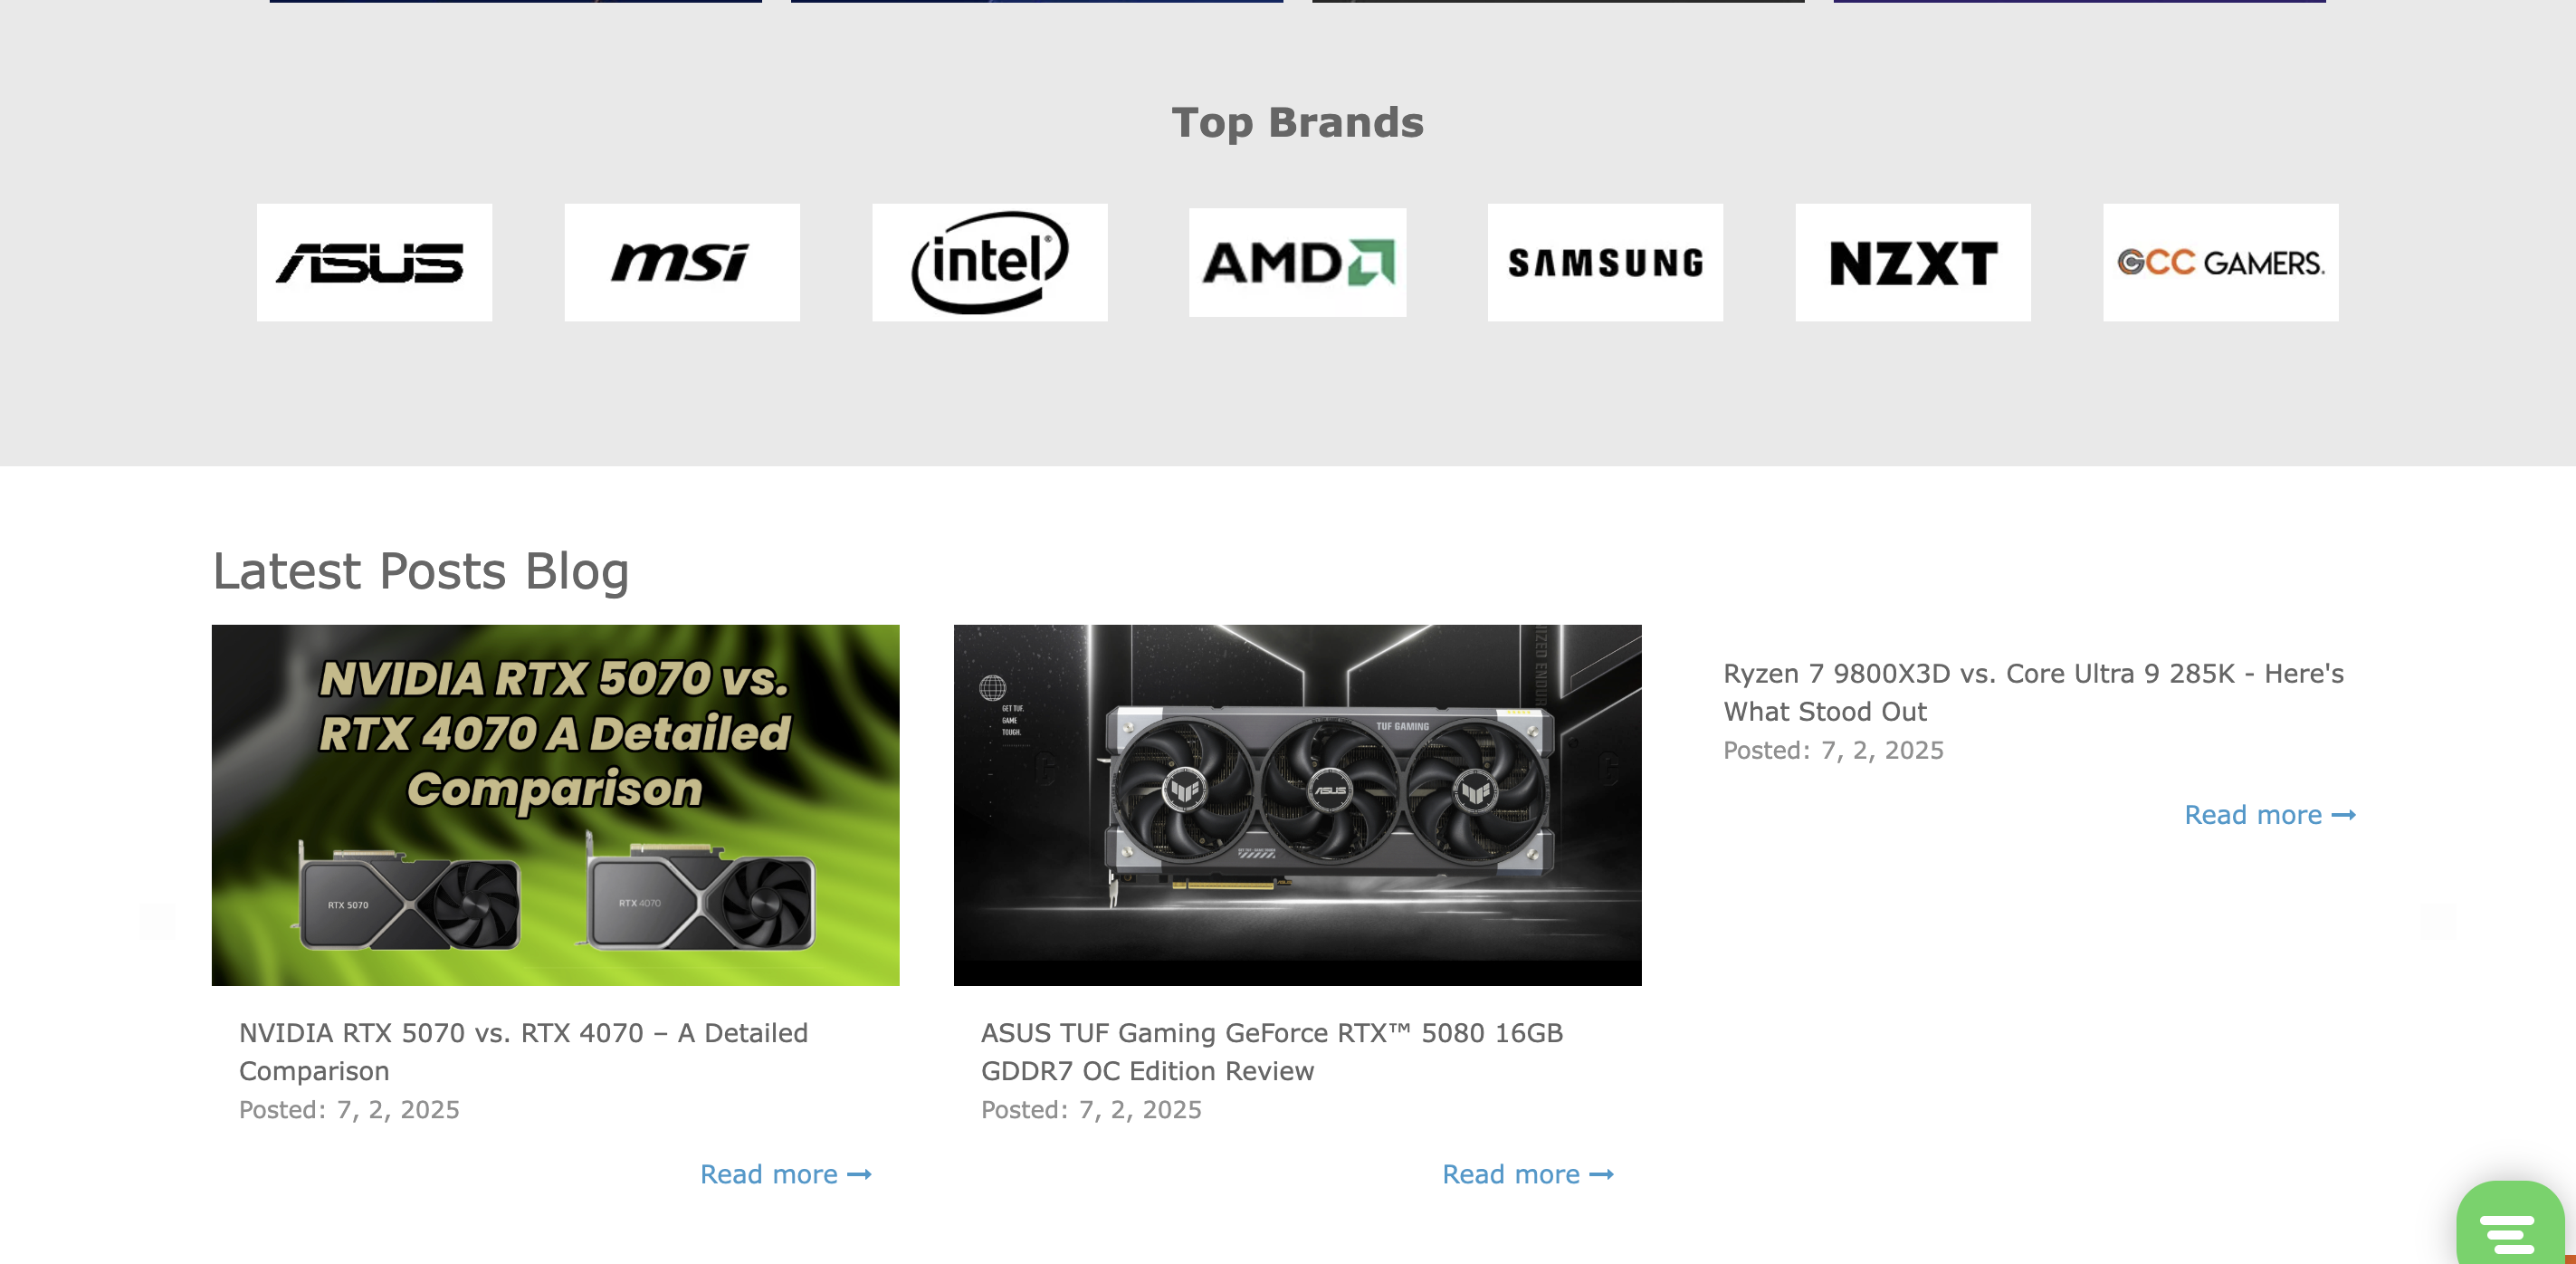 Top Brands
ASUS
msi
intel®
AMD
SAMSUNG
NZXT
GCC GAMERS.
Latest Posts Blog
NVIDIA RTX 5070 vs.
RTX 4070 A Detailed
Comparison
RTX 5070
RTX 4070
GET TUF.
GAME
TOUGH.
TUF GAMING
ASUS
NVIDIA RTX 5070 vs. RTX 4070 – A Detailed
Comparison
Posted: 7, 2, 2025
Read more
ASUS TUF Gaming GeForce RTX™ 5080 16GB
GDDR7 OC Edition Review
Posted: 7, 2, 2025
Read more
Ryzen 7 9800X3D vs. Core Ultra 9 285K - Here's
What Stood Out
Posted: 7, 2, 2025
Read more